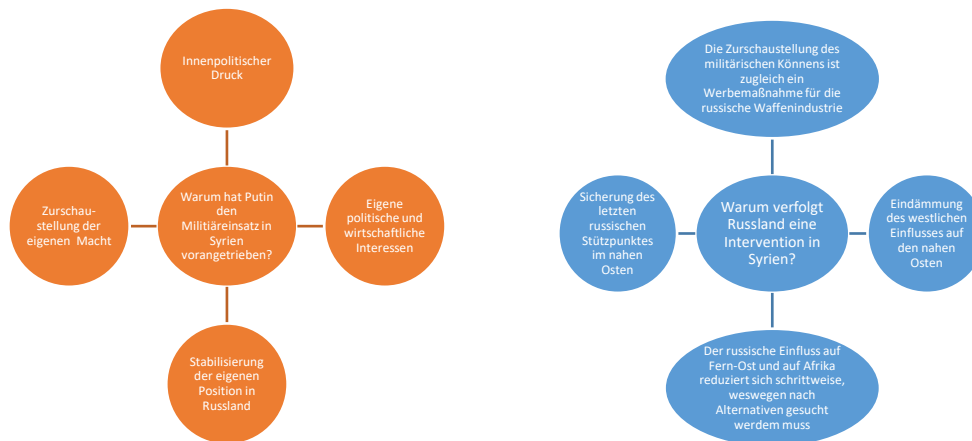 Innenpolitischer
Druck
Zurschau-
stellung der
eigenen Macht
Warum hat Putin
den
Militiäreinsatz in
Syrien
vorangetrieben?
Eigene
politische und
wirtschaftliche
Interessen
Stabilisierung
der eigenen
Position in
Russland
Die Zurschaustellung des
militärischen Könnens ist
zugleich ein
Werbemaßnahme für die
russische Waffenindustrie
Sicherung des
letzten
russischen
Stützpunktes
im nahen Osten
Warum verfolgt
Russland eine
Intervention in
Syrien?
Eindämmung
des westlichen
Einflusses auf
den nahen
Osten
Der russische Einfluss auf
Fern-Ost und auf Afrika
reduziert sich schrittweise,
weswegen nach
Alternativen gesucht
werdem muss